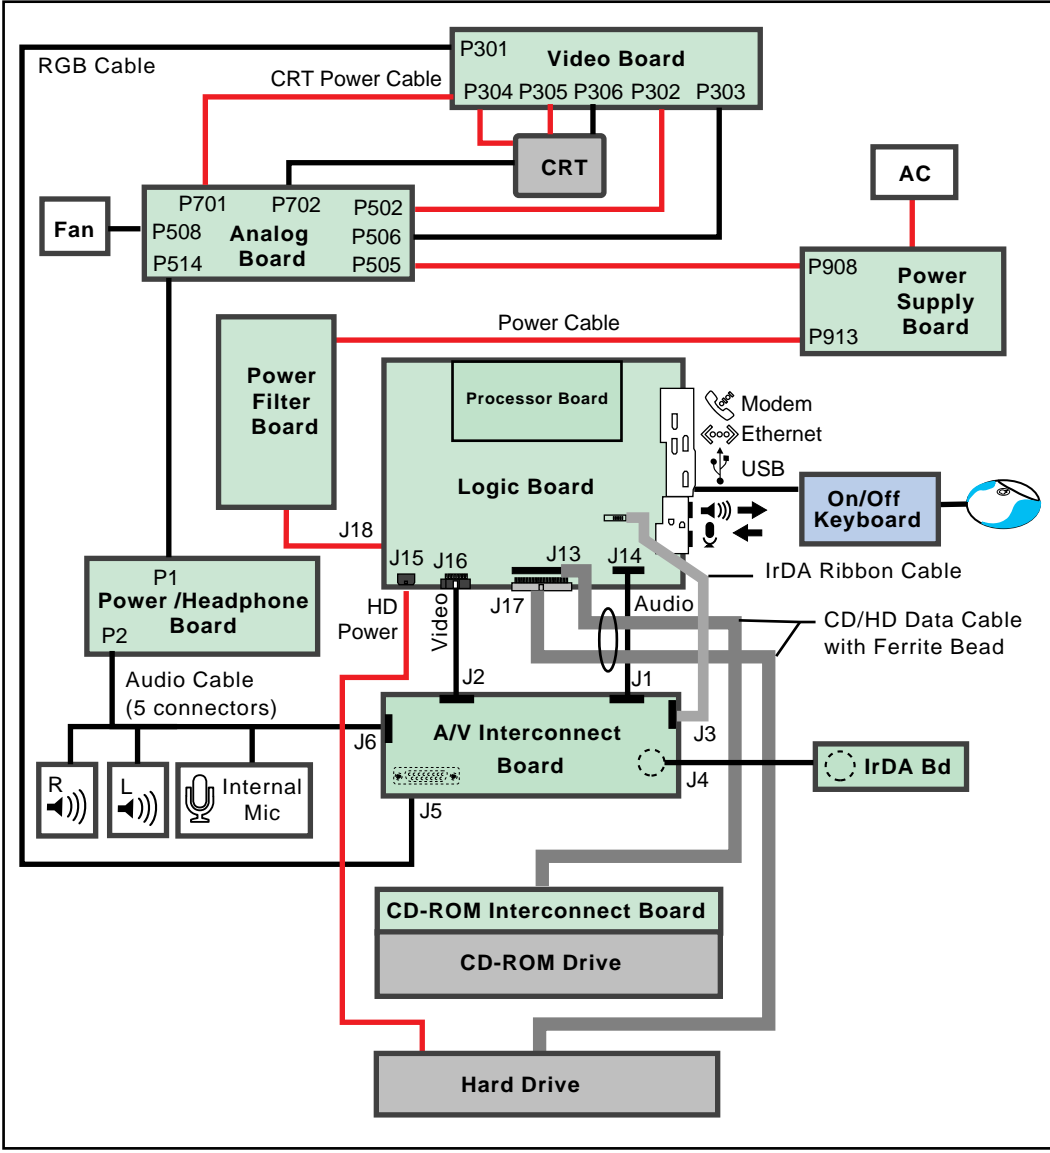 P301
Video Board
RGB Cable
CRT Power Cable
P304 P305 P306 P302 P303
CRT
AC
P701 P702 P502
Fan
P508 Analog P506
P514 Board P505
P908
Power
Supply
Board
P913
Power Cable
Power
Filter
Board
Processor Board
Modem
Ethernet
USB
Logic Board
On/Off
Keyboard
J18
J15 J16 J13 J14
IrDA Ribbon Cable
P1
Power /Headphone
Board
P2
HD
Power
Video
J17
Audio
CD/HD Data Cable
with Ferrite Bead
Audio Cable
(5 connectors)
J2 J1
J6
A/V Interconnect
Board
J3
J4
IrDA Bd
R
L
Internal
Mic
J5
CD-ROM Interconnect Board
CD-ROM Drive
Hard Drive